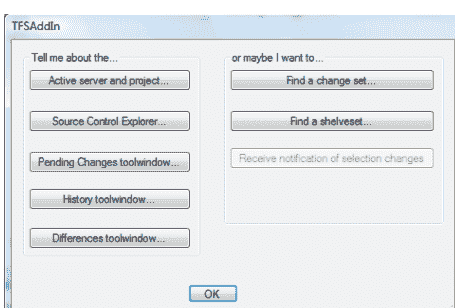 TFSAddIn
Tell me about the...
Active server and project...
Source Control Explorer...
Pending Changes toolwindow...
History toolwindow...
Differences toolwindow...
or maybe I want to...
Find a change set...
Find a shelveset...
Receive notification of selection changes
OK